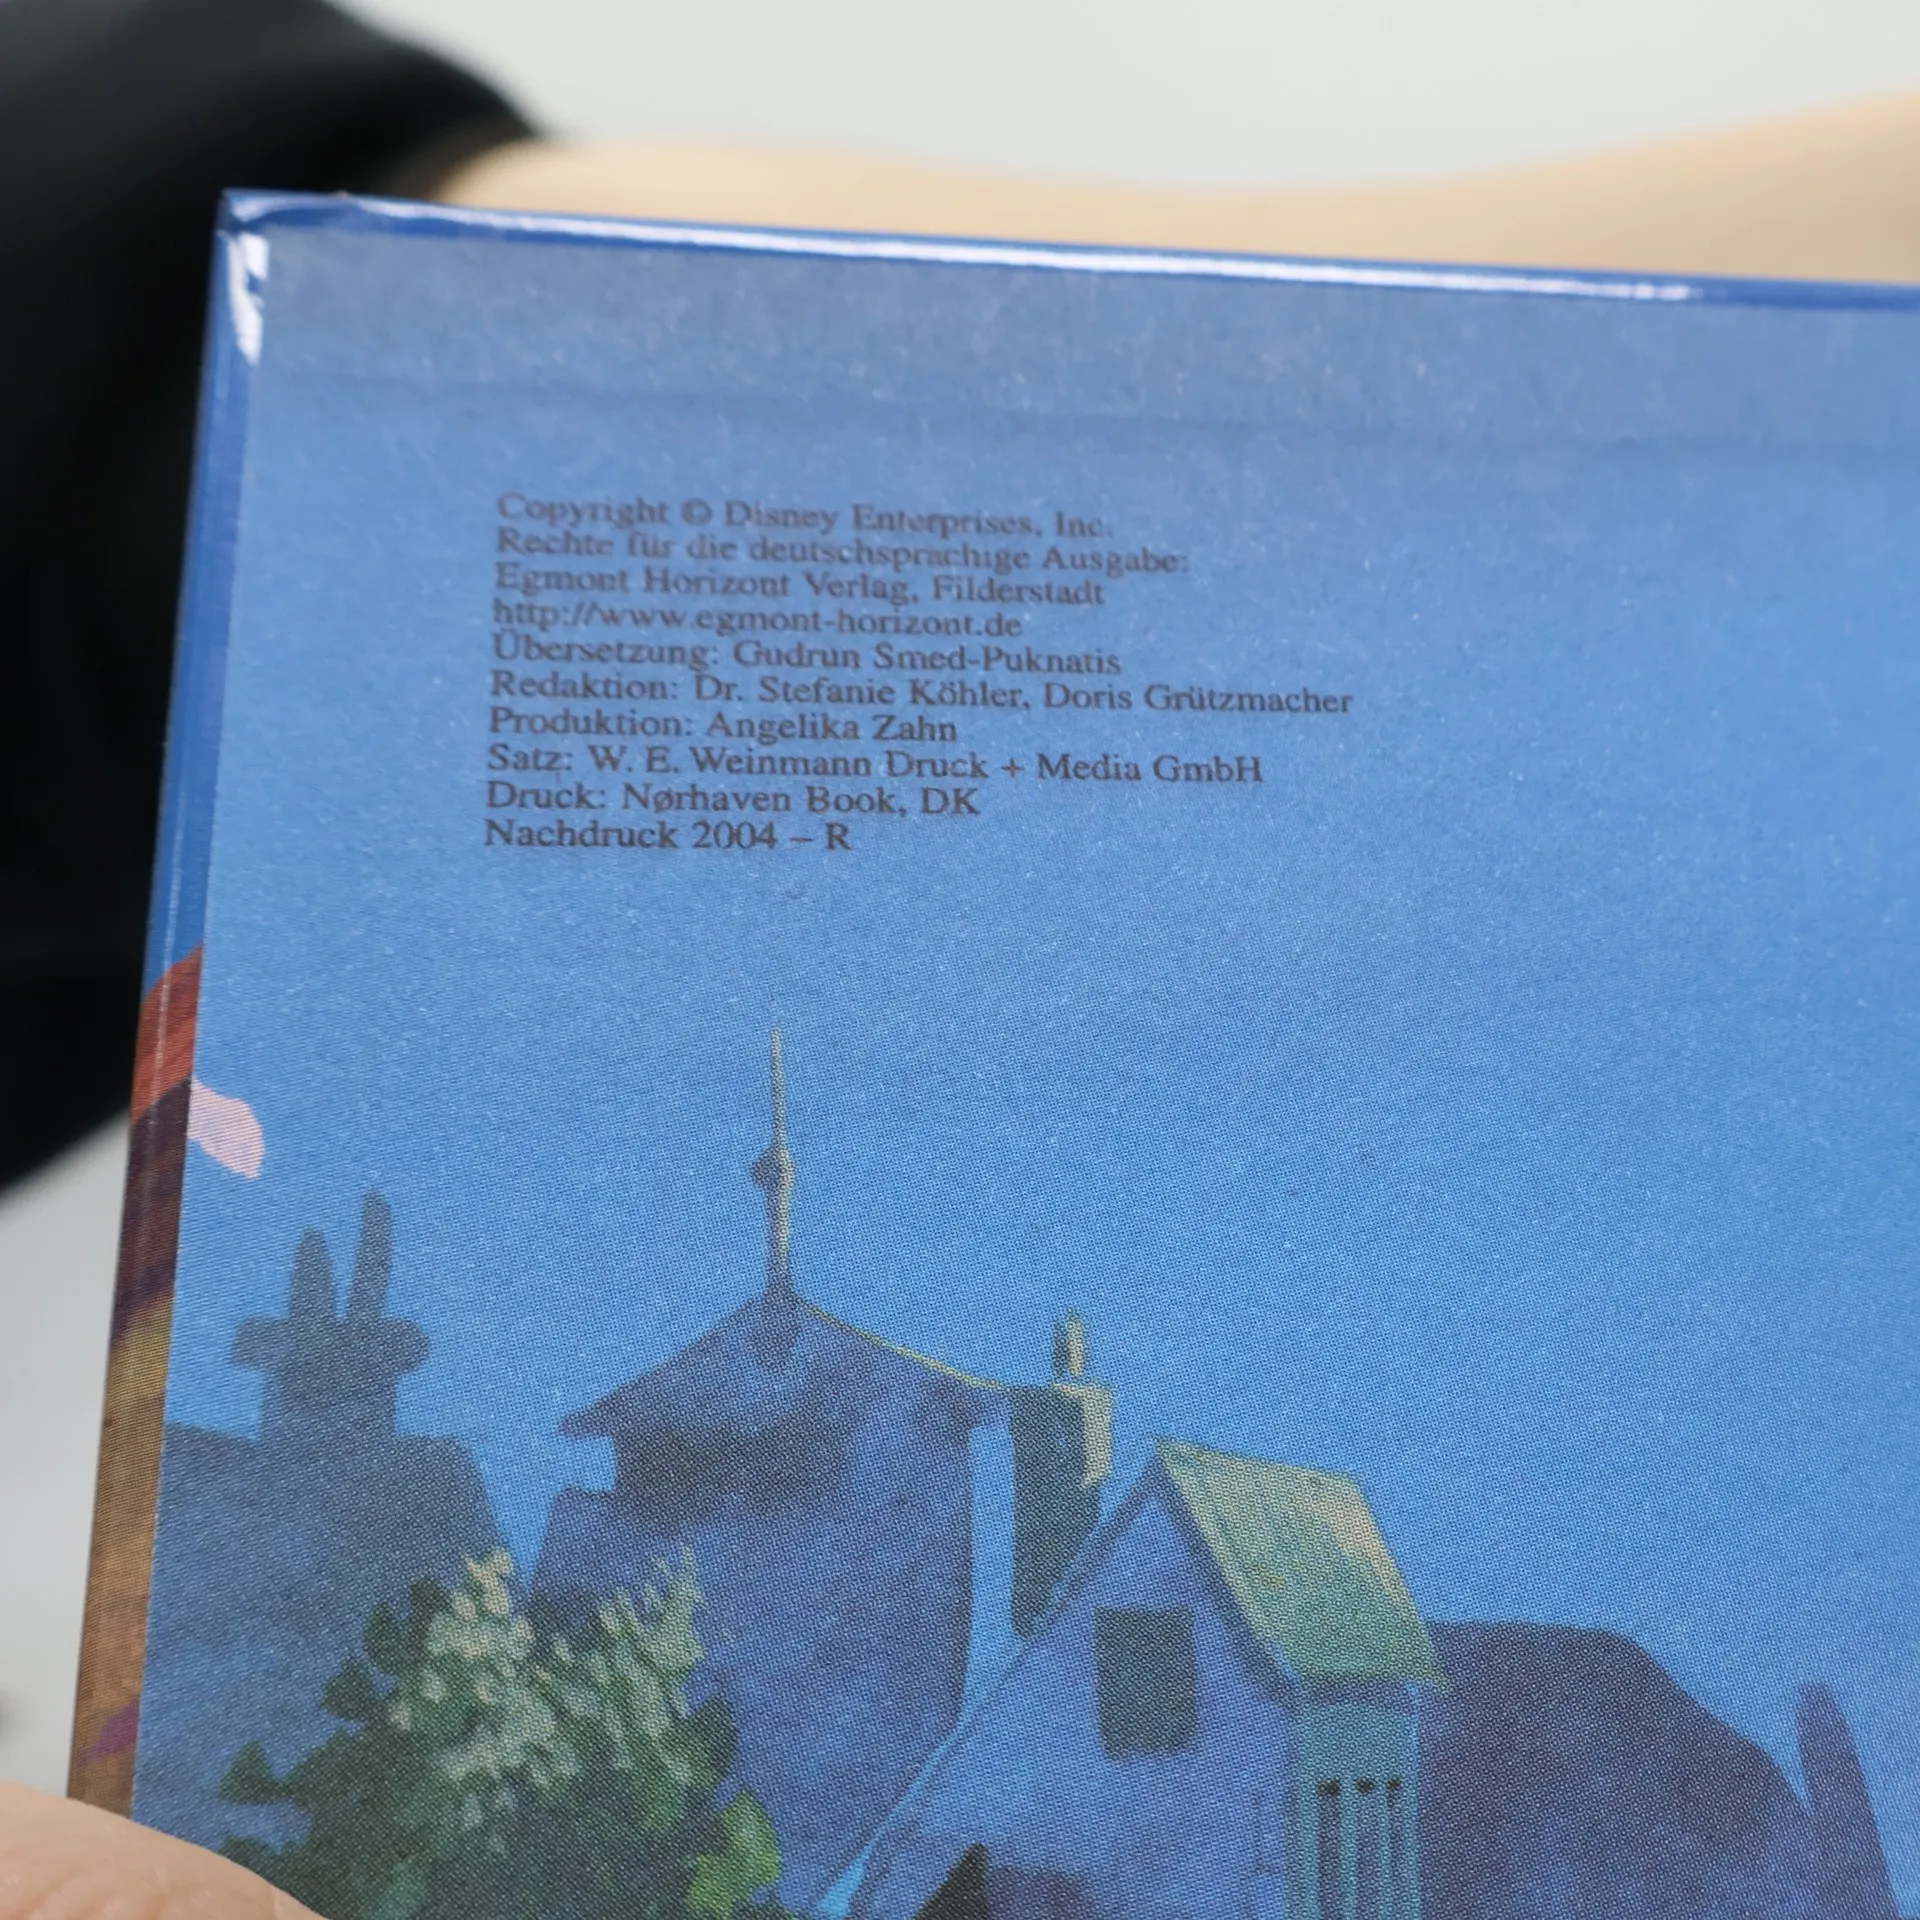 Copyright © Disney Enterprises, Inc.
Rechte für die deutschsprachige Ausgabe:
Egmont Horizont Verlag, Filderstadt
http://www.egmont-horizont.de
Übersetzung: Gudrun Smed-Puknatis
Redaktion: Dr. Stefanie Köhler, Doris Grützmacher
Produktion: Angelika Zahn
Satz: W. E. Weinmann Druck + Media GmbH
Druck: Nørhaven Book, DK
Nachdruck 2004 – R